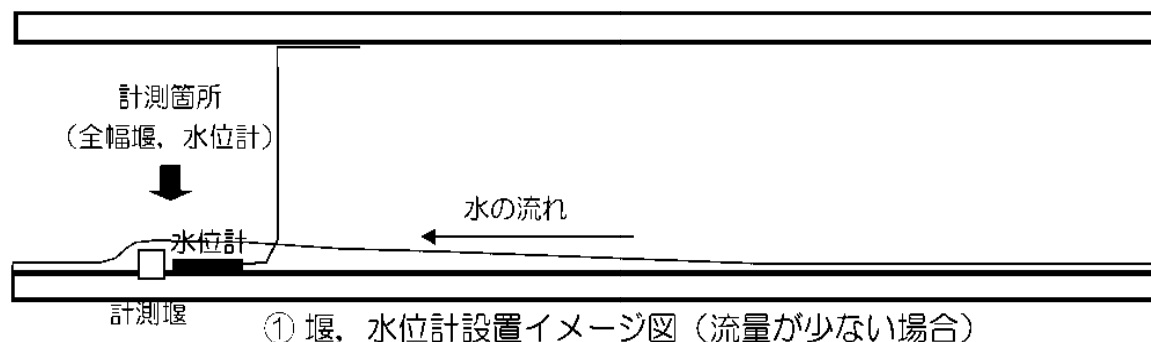 計測箇所
（全幅堰，水位計）
水の流れ
水位計
計測堰
① 堰，水位計設置イメージ図（流量が少ない場合）